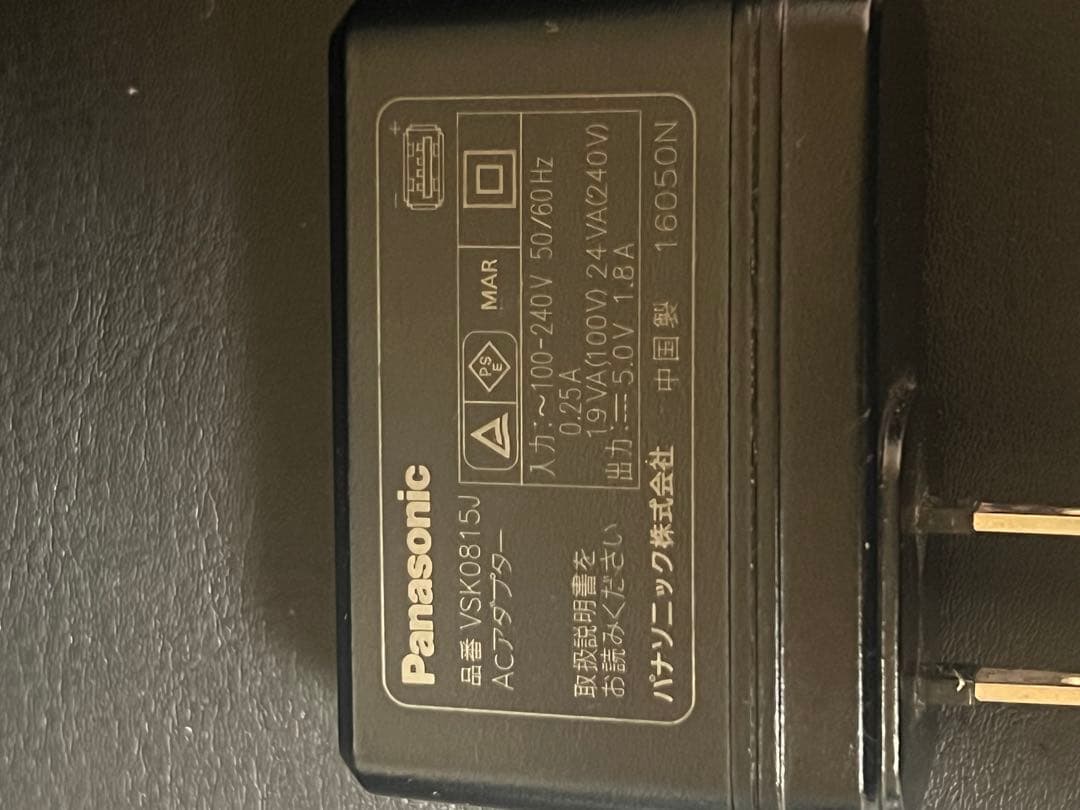 Panasonic
品番 VSK0815J
ACアダプター
取扱説明書を
お読みください
PSE
MAR
入力:～100-240V 50/60Hz
0.25A
19VA(100V) 24VA(240V)
出力:⎓5.0V 1.8A
パナソニック株式会社 中国製 16050N